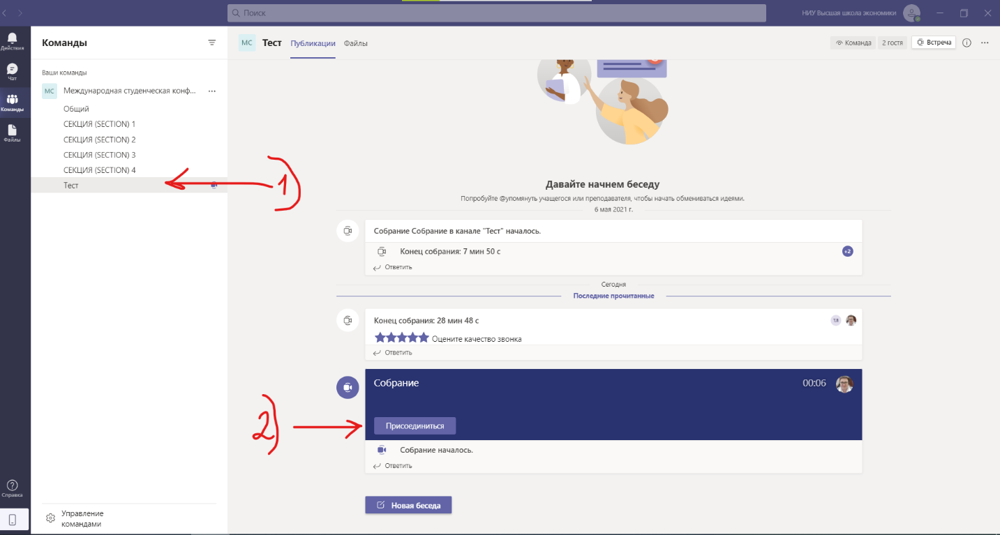 Поиск
НИУ Высшая школа экономики
Действия
Чат
Команды
Файлы
Справка
Команды
Ваши команды
МС Международная студенческая конф... ...
Общий
СЕКЦИЯ (SECTION) 1
СЕКЦИЯ (SECTION) 2
СЕКЦИЯ (SECTION) 3
СЕКЦИЯ (SECTION) 4
Тест
1)
Управление
командами
МС Тест Публикации Файлы
Команда 2 гостя Встреча
Давайте начнем беседу
Попробуйте @упомянуть учащегося или преподавателя, чтобы начать обмениваться идеями.
6 мая 2021 г.
Собрание Собрание в канале "Тест" началось.
Конец собрания: 7 мин 50 с +2
Ответить
Сегодня
Последние прочитанные
Конец собрания: 28 мин 48 с ТЛ
Оцените качество звонка
Ответить
Собрание 00:06
2)
Присоединиться
Собрание началось.
Ответить
Новая беседа